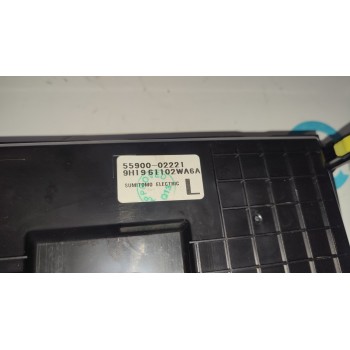 55900-02221
9H1961102WA6A
SUMITOMO ELECTRIC
L